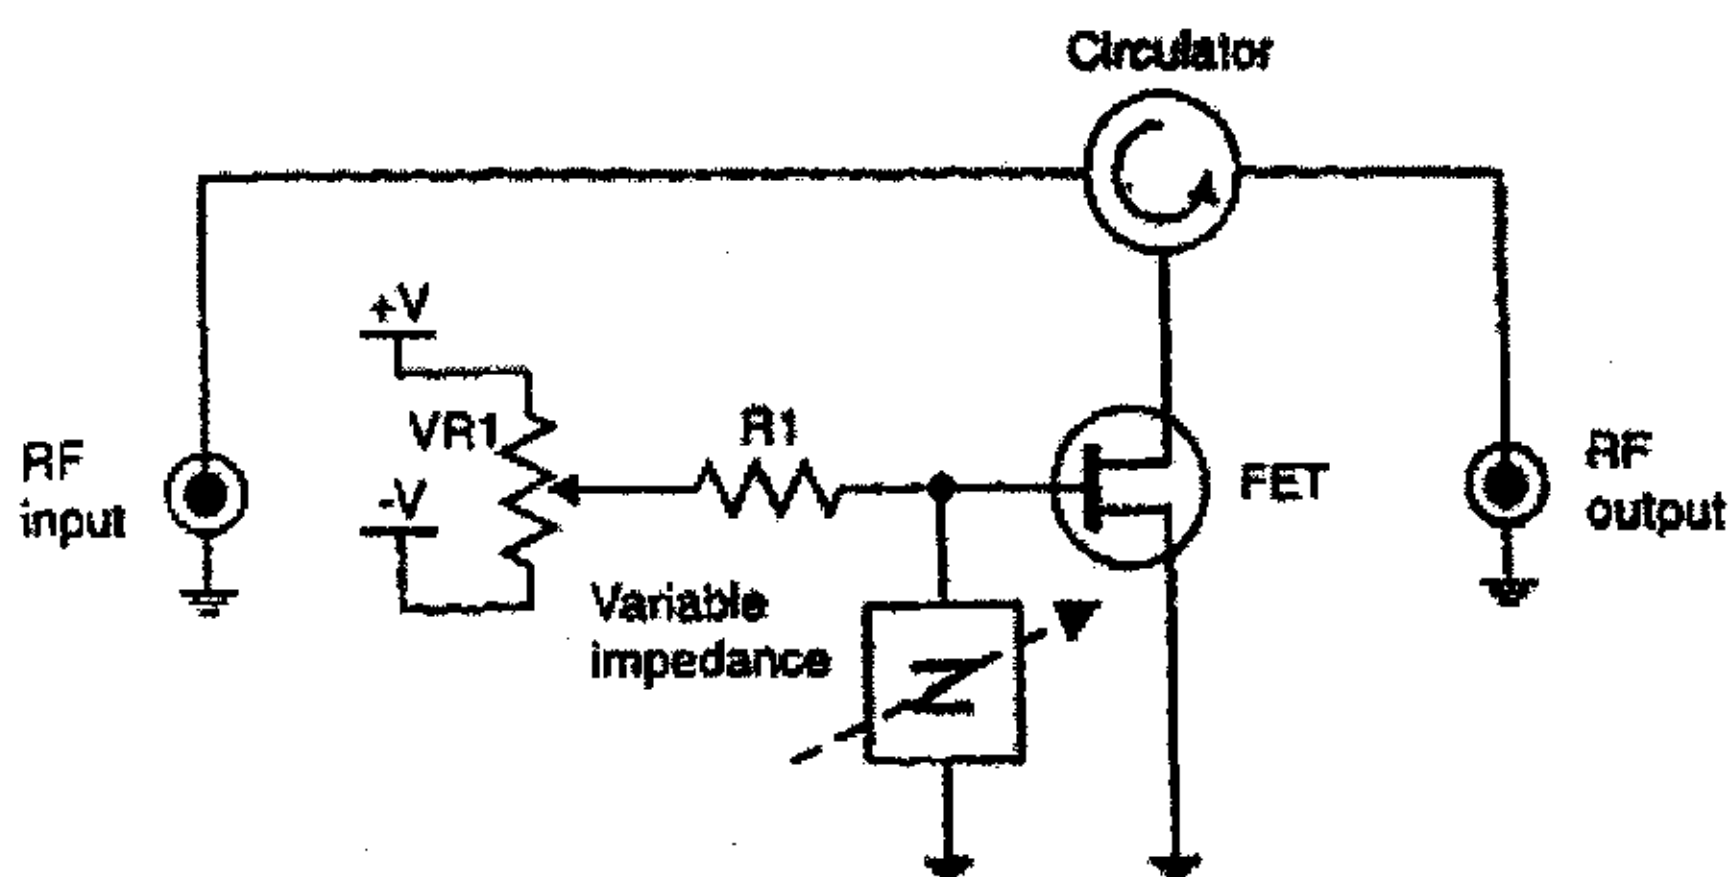 Circulator
+V
VR1
R1
-V
RF
input
FET
RF
output
Variable
impedance
Z